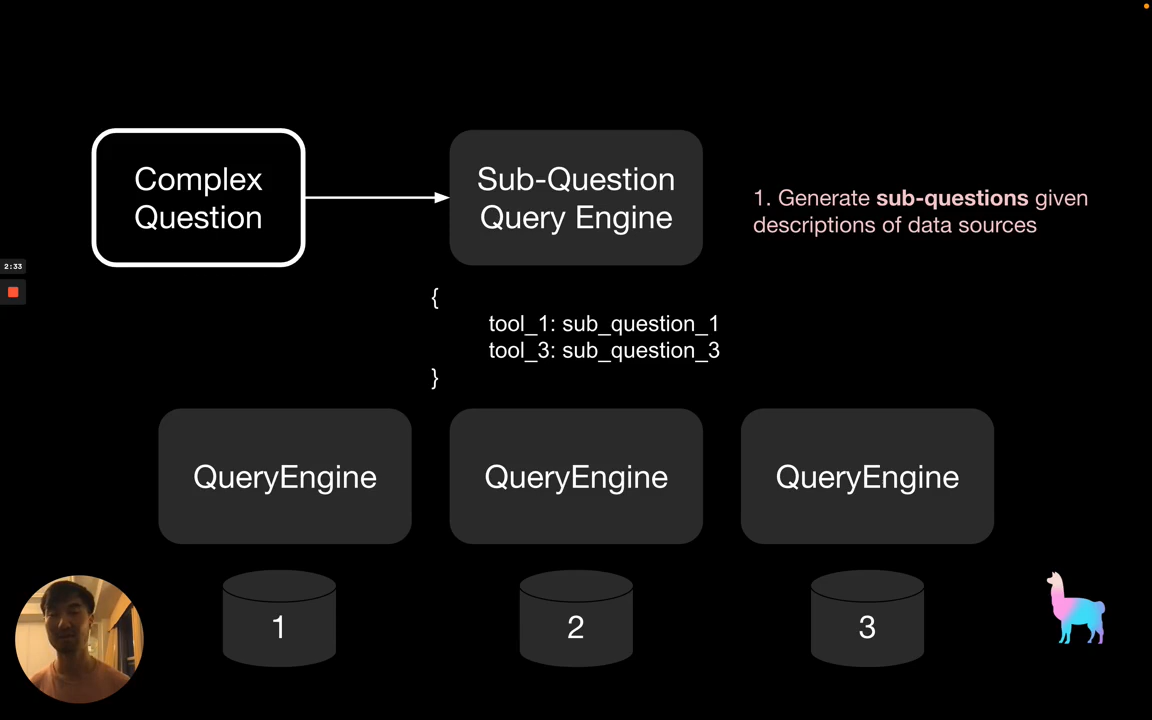 Complex
Question
Sub-Question
Query Engine
1. Generate sub-questions given
descriptions of data sources
2:33
{
tool_1: sub_question_1
tool_3: sub_question_3
}
QueryEngine
QueryEngine
QueryEngine
1
2
3